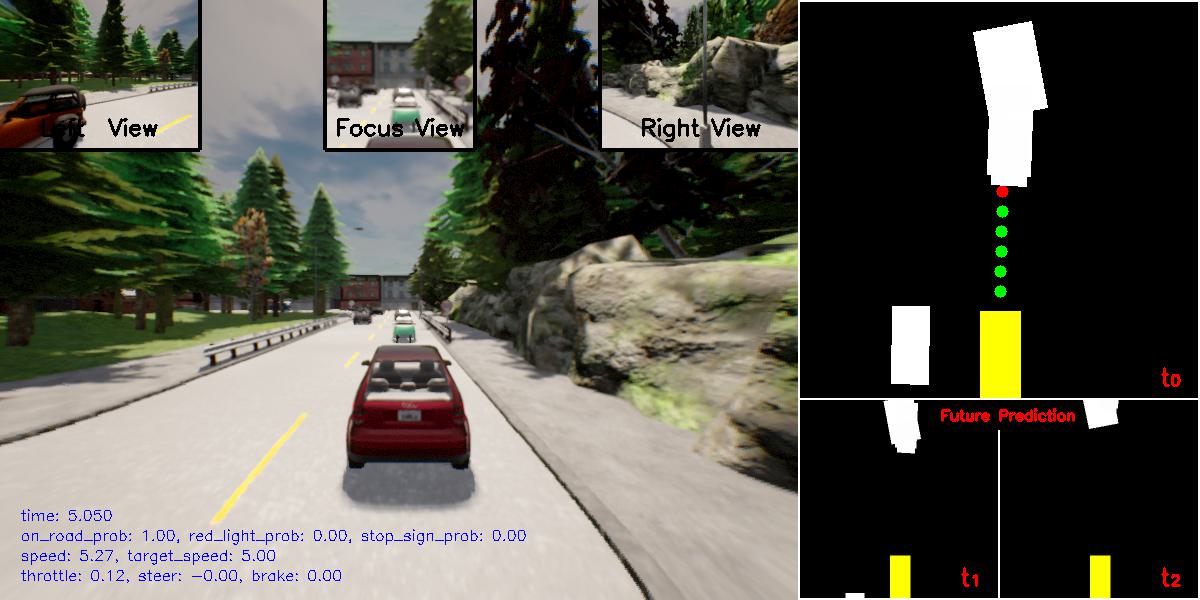 Left View
Focus View
Right View
t0
Future Prediction
t1
t2
time: 5.050
on_road_prob: 1.00, red_light_prob: 0.00, stop_sign_prob: 0.00
speed: 5.27, target_speed: 5.00
throttle: 0.12, steer: -0.00, brake: 0.00